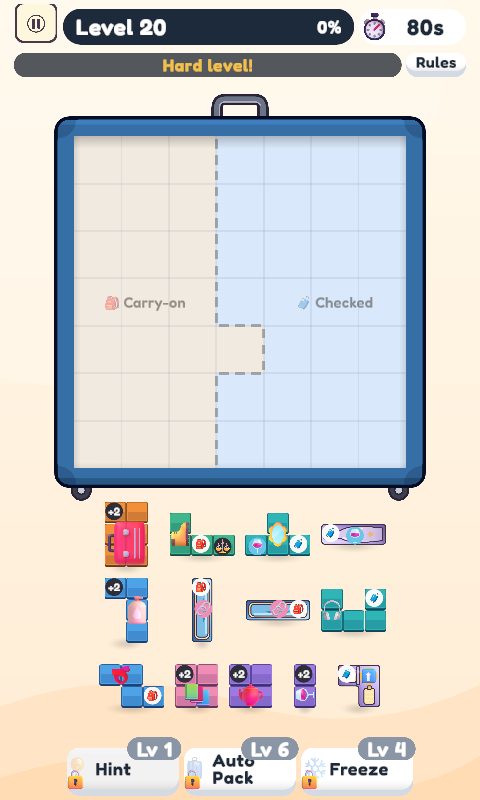 Level 20
0%
80s
Hard level!
Rules
Carry-on
Checked
+2
+2
+2
+2
+2
Lv 1
Lv 6
Lv 4
Hint
Auto
Pack
Freeze